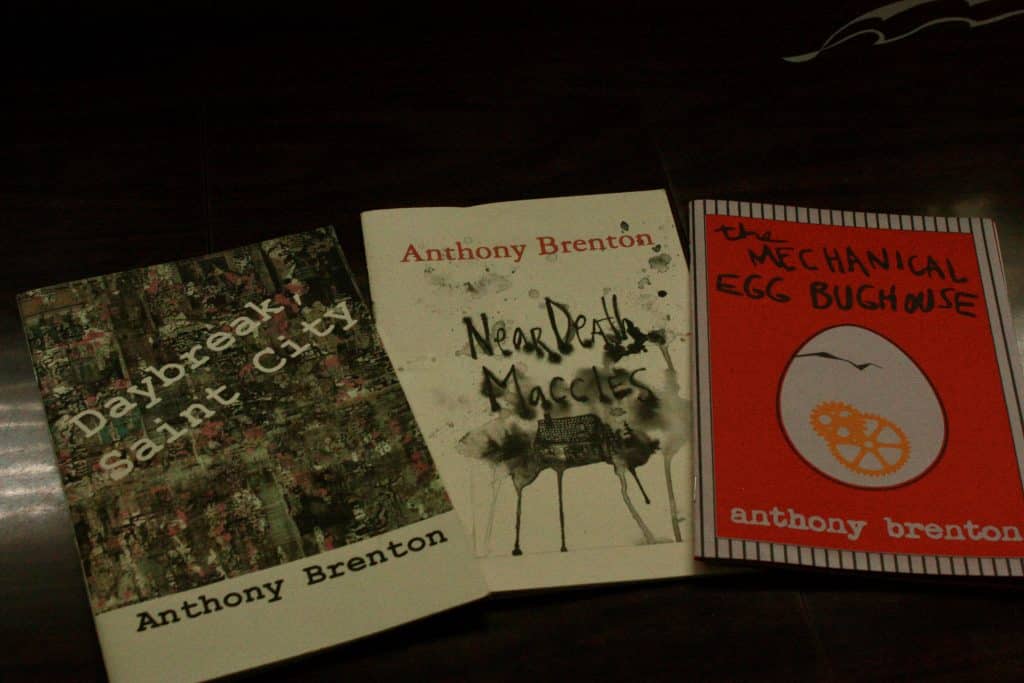 Daybreak,
Saint City
Anthony Brenton
Anthony Brenton
Near Death
Maccles
the
MECHANICAL
EGG BUGHOUSE
anthony brenton